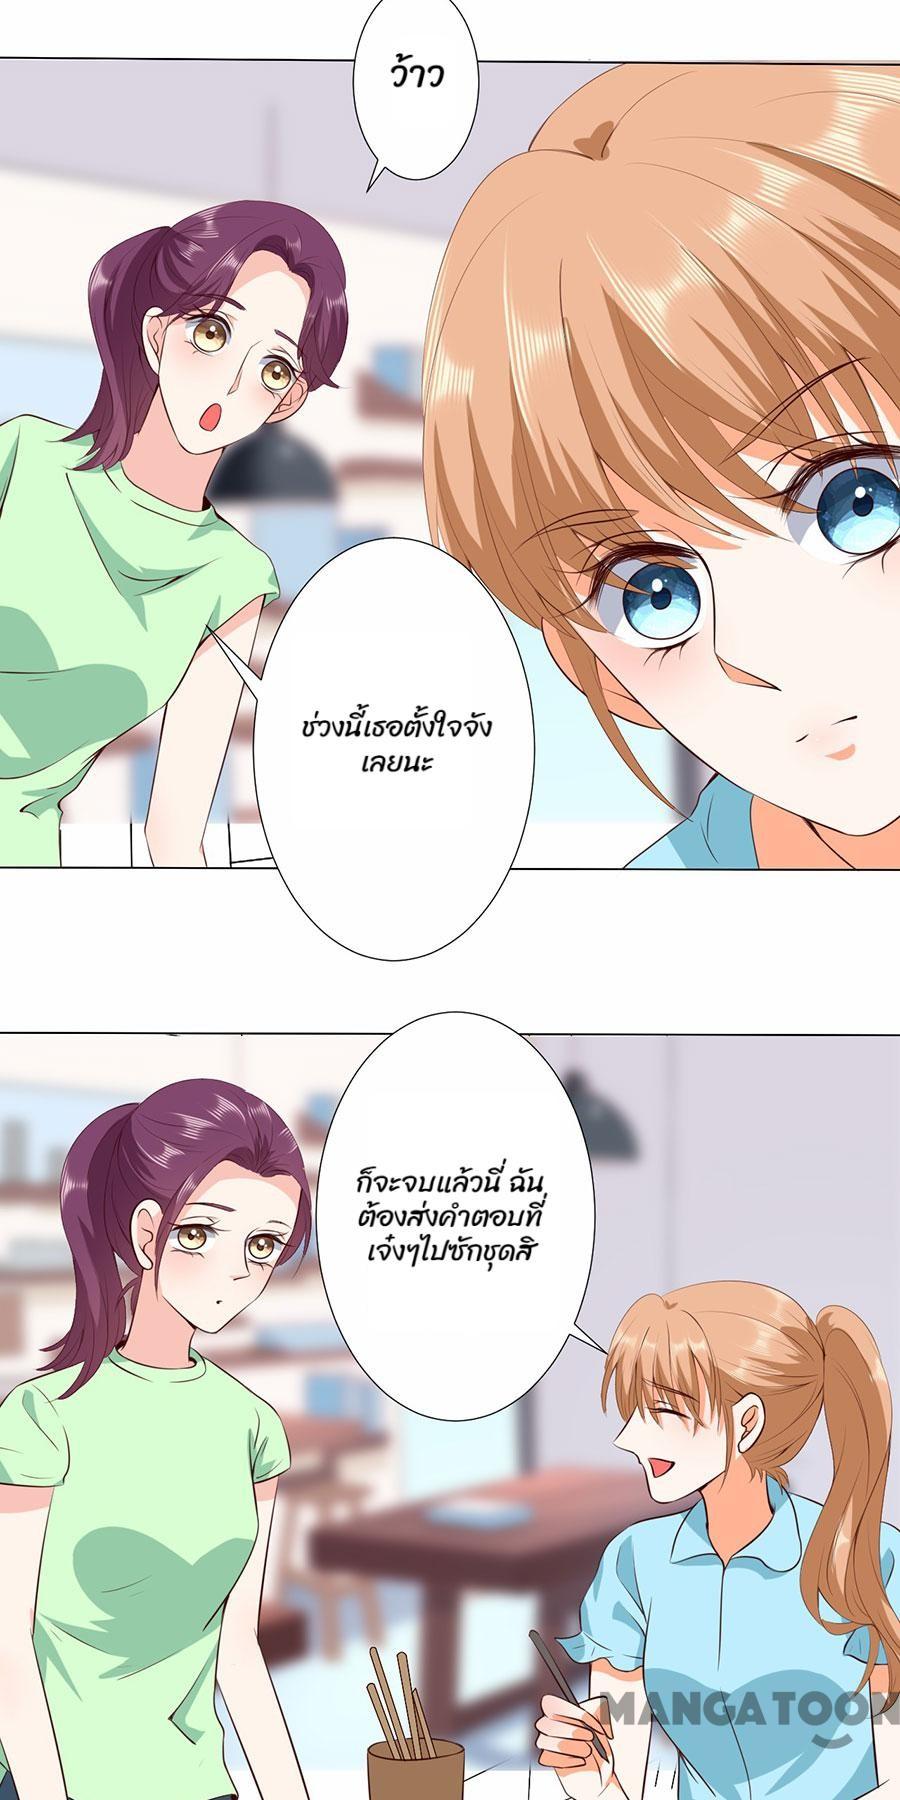 ว้าว
ช่วงนี้เธอตั้งใจจัง
เลยนะ
ก็จะจบแล้วนี่ ฉัน
ต้องส่งคำตอบที่
เจ๋งๆไปซักชุดสิ
MANGATOON